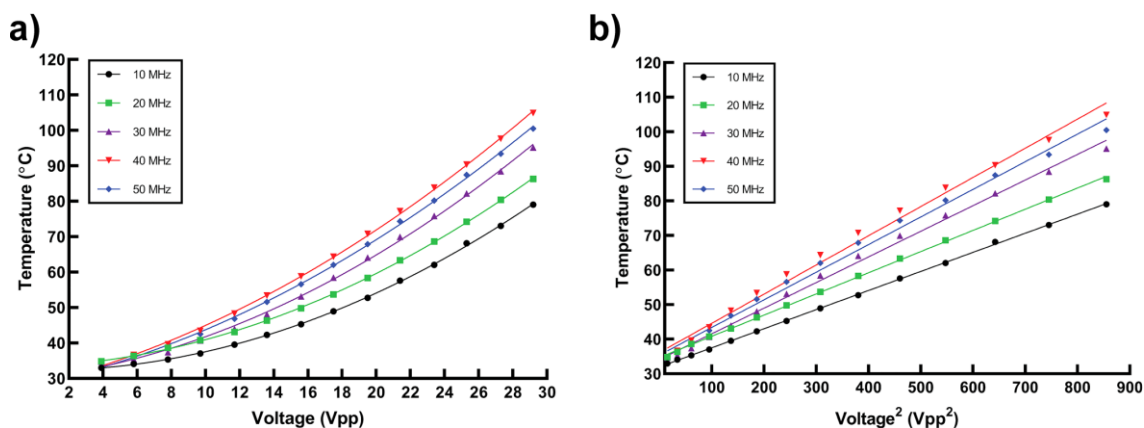 a)
120
110
100
90
80
70
60
50
40
30
2 4 6 8 10 12 14 16 18 20 22 24 26 28 30
Temperature (°C)
Voltage (Vpp)
10 MHz
20 MHz
30 MHz
40 MHz
50 MHz
b)
120
110
100
90
80
70
60
50
40
30
100 200 300 400 500 600 700 800 900
Temperature (°C)
Voltage² (Vpp²)
10 MHz
20 MHz
30 MHz
40 MHz
50 MHz